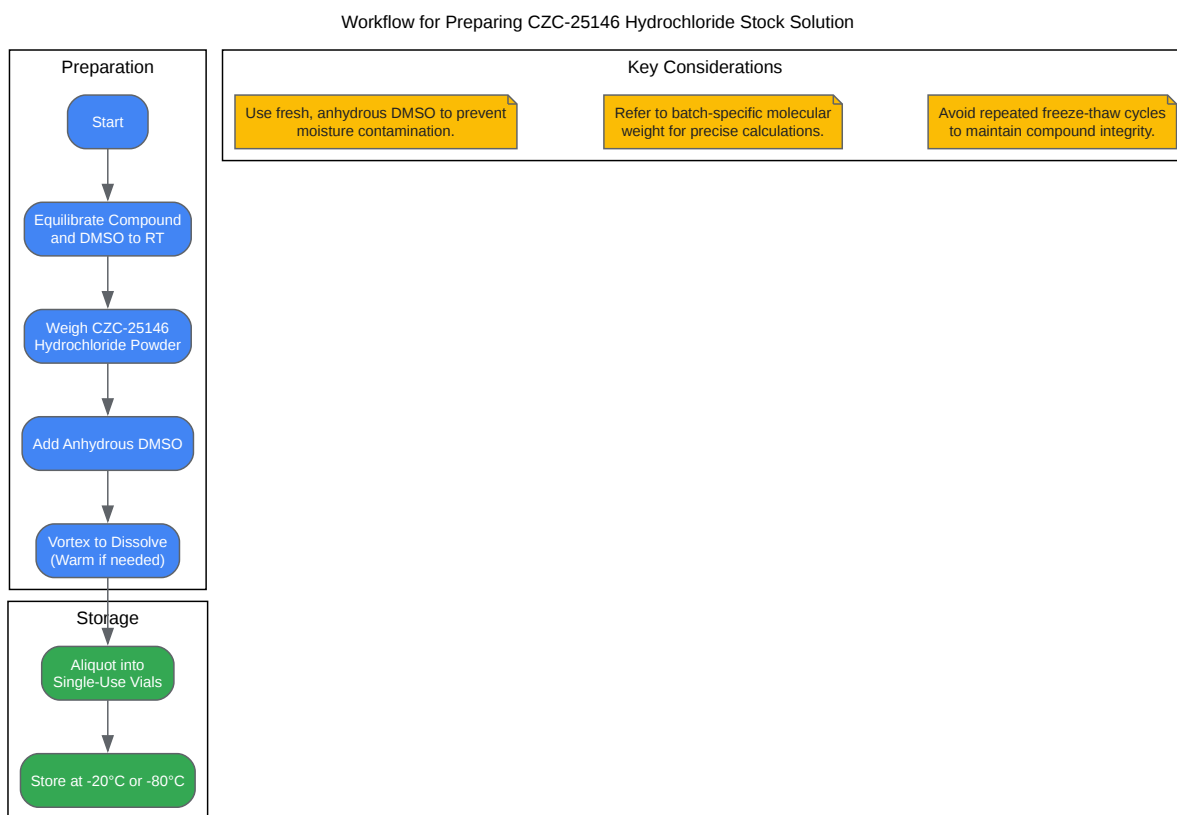 Workflow for Preparing CZC-25146 Hydrochloride Stock Solution
Preparation
Start
Equilibrate Compound
and DMSO to RT
Weigh CZC-25146
Hydrochloride Powder
Add Anhydrous DMSO
Vortex to Dissolve
(Warm if needed)
Storage
Aliquot into
Single-Use Vials
Store at -20°C or -80°C
Key Considerations
Use fresh, anhydrous DMSO to prevent
moisture contamination.
Refer to batch-specific molecular
weight for precise calculations.
Avoid repeated freeze-thaw cycles
to maintain compound integrity.